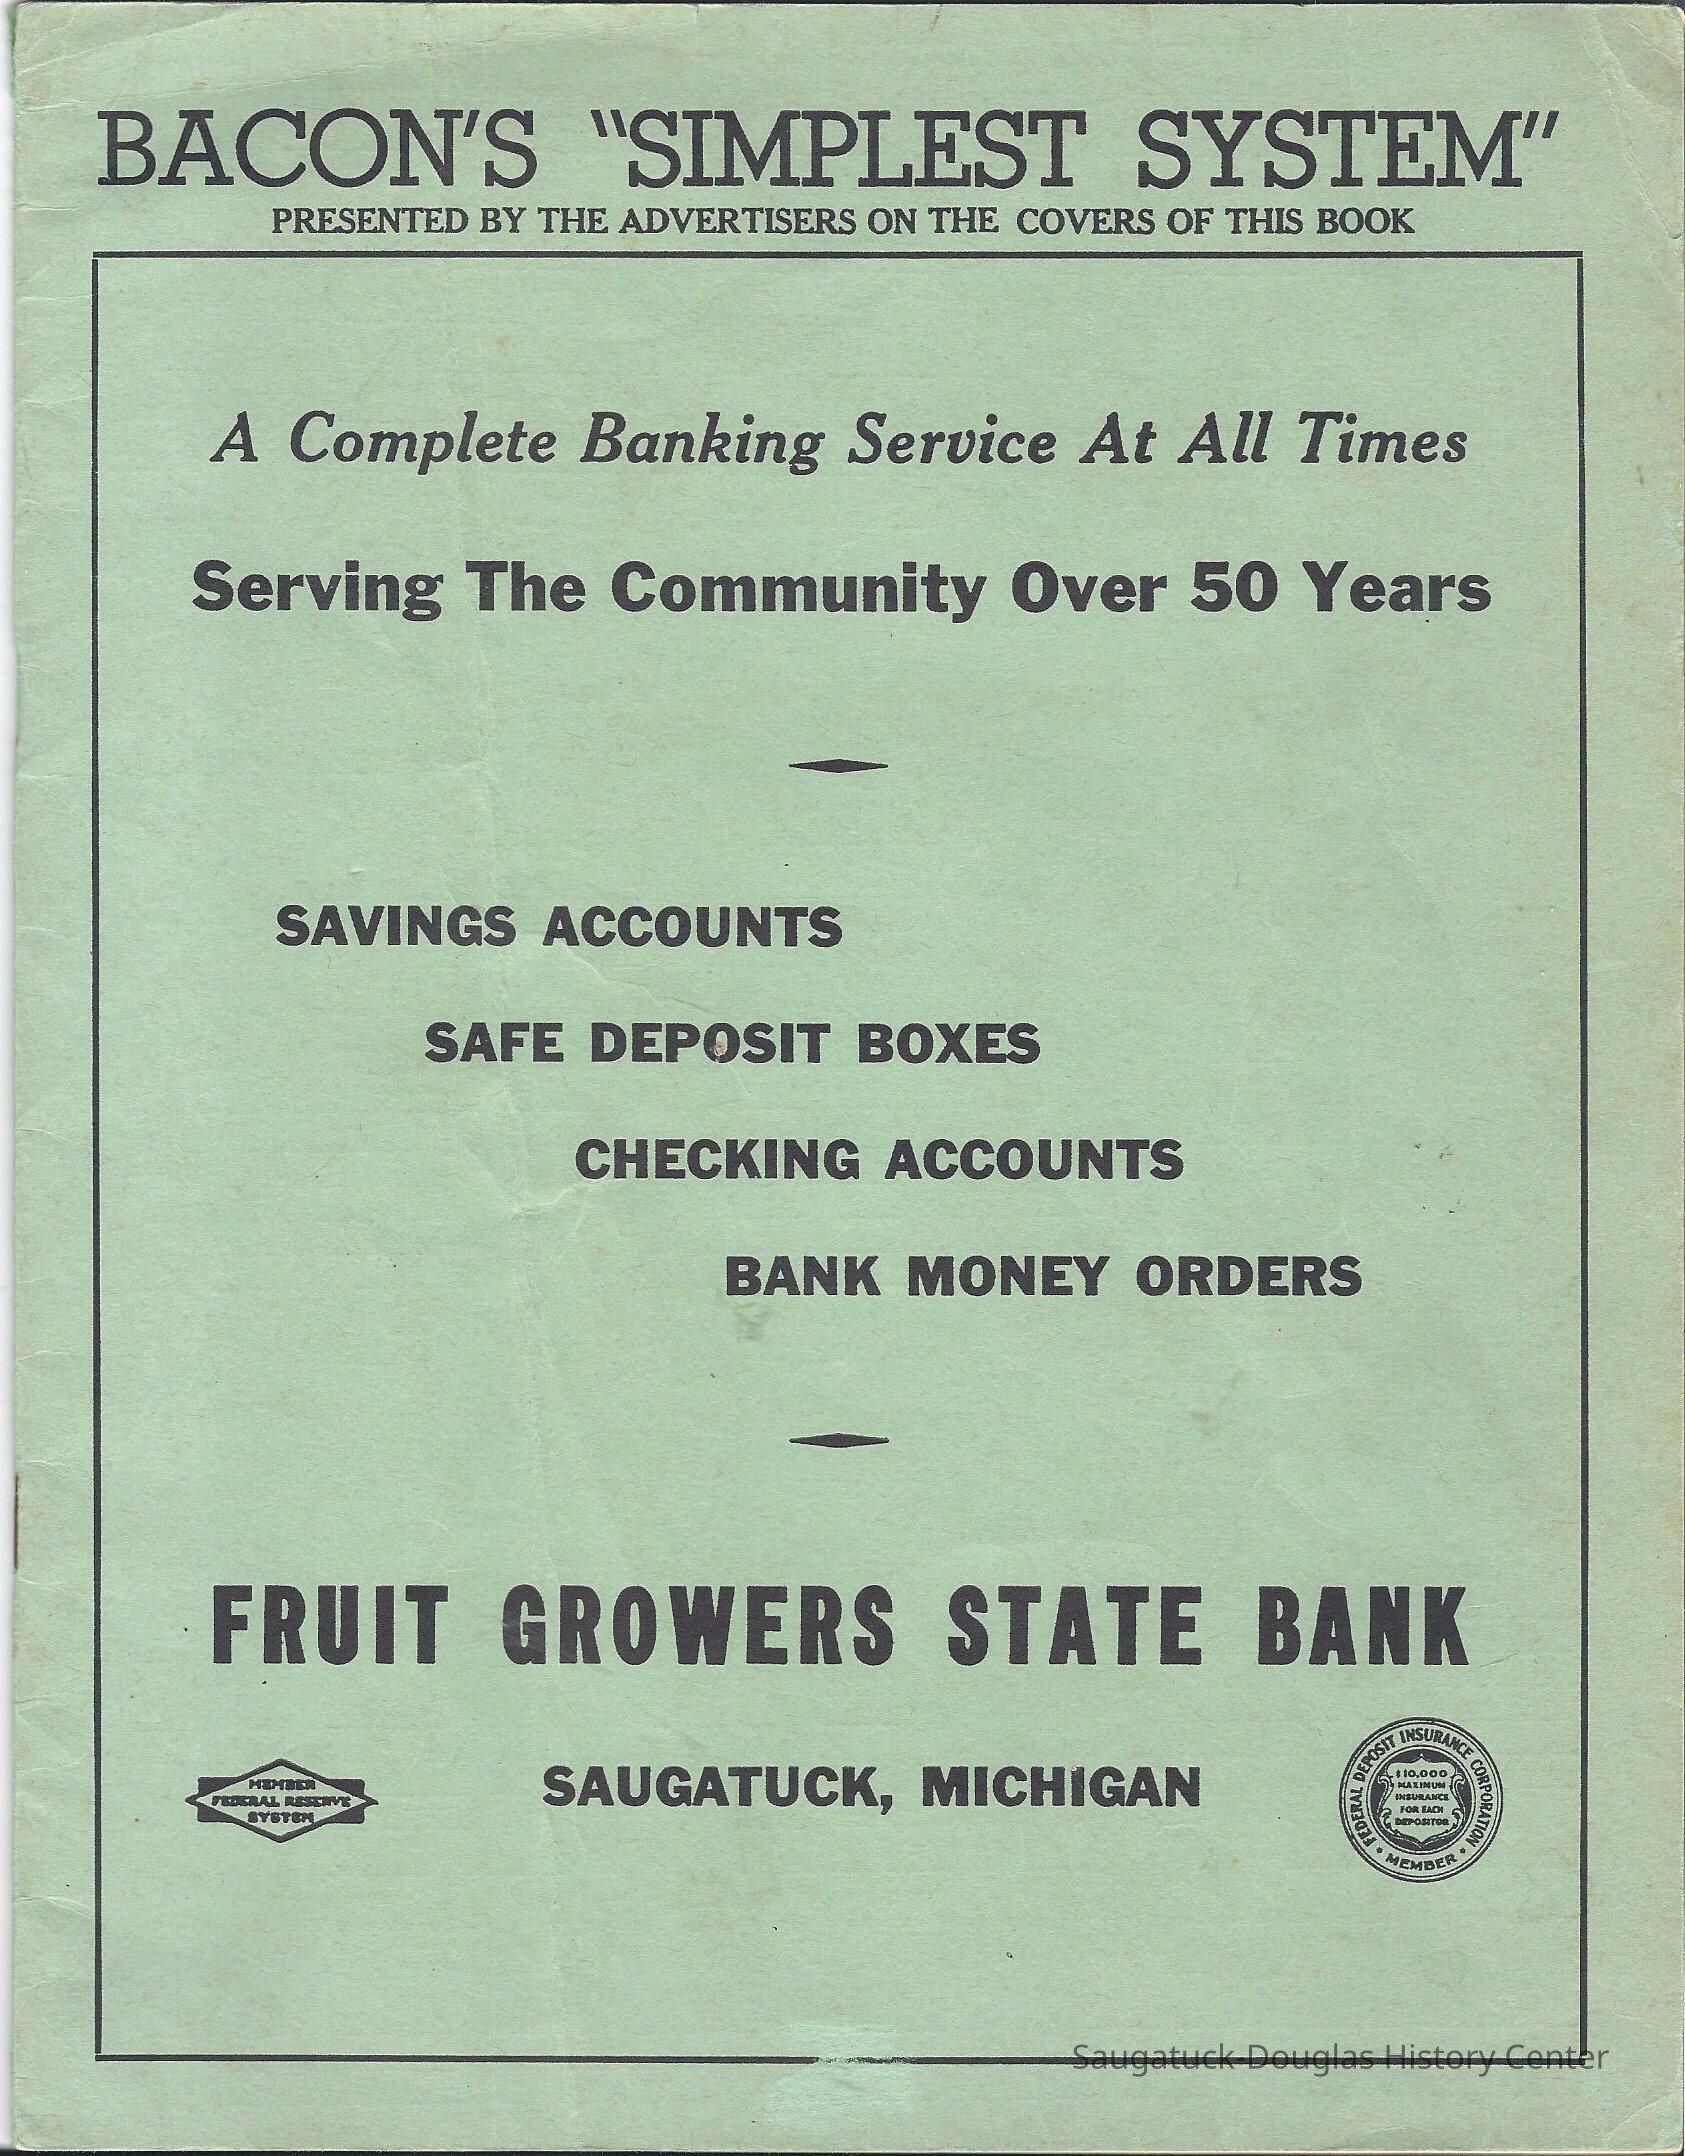 BACON'S "SIMPLEST SYSTEM"
PRESENTED BY THE ADVERTISERS ON THE COVERS OF THIS BOOK
A Complete Banking Service At All Times
Serving The Community Over 50 Years
SAVINGS ACCOUNTS
SAFE DEPOSIT BOXES
CHECKING ACCOUNTS
BANK MONEY ORDERS
FRUIT GROWERS STATE BANK
MEMBER
FEDERAL RESERVE
SYSTEM
SAUGATUCK, MICHIGAN
FEDERAL DEPOSIT INSURANCE CORPORATION
$10,000
MAXIMUM
INSURANCE
FOR EACH
DEPOSITOR
• MEMBER •
Saugatuck-Douglas History Center